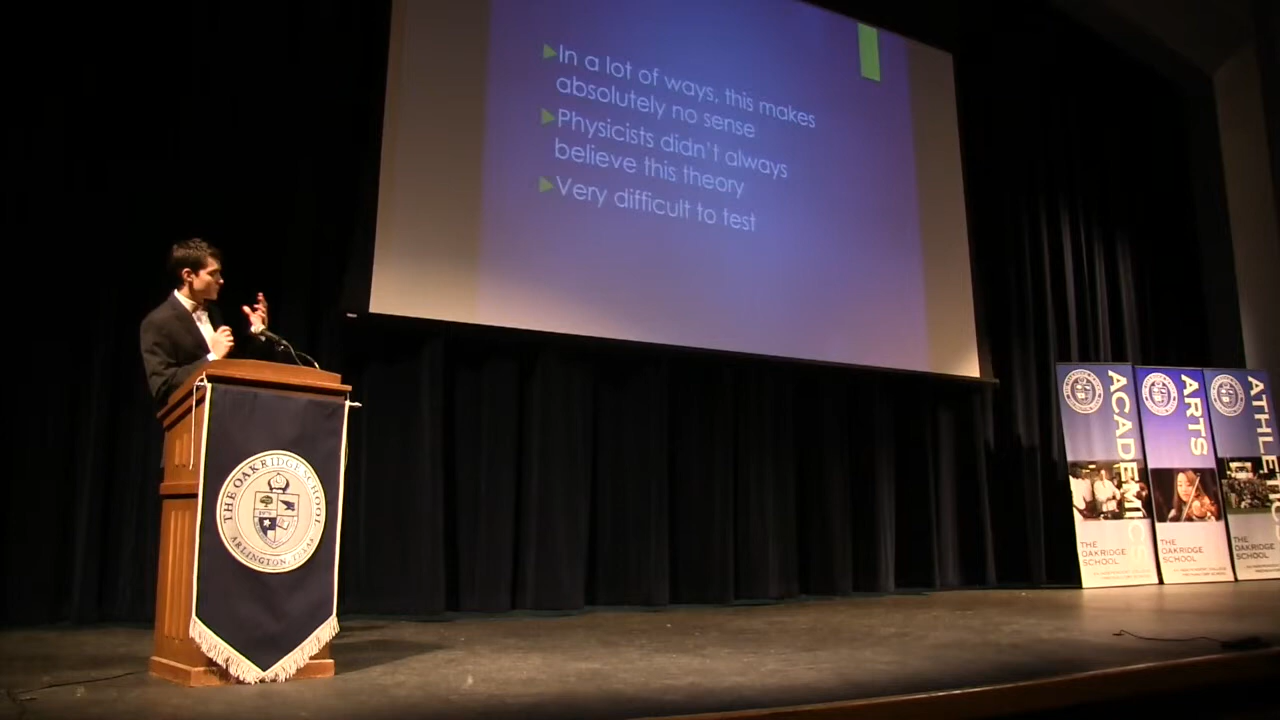 In a lot of ways, this makes
absolutely no sense
Physicists didn't always
believe this theory
Very difficult to test
THE OAKRIDGE SCHOOL
1979
ARLINGTON, TEXAS
ACADEMICS
THE
OAKRIDGE
SCHOOL
ARTS
THE
OAKRIDGE
SCHOOL
ATHLETICS
THE
OAKRIDGE
SCHOOL